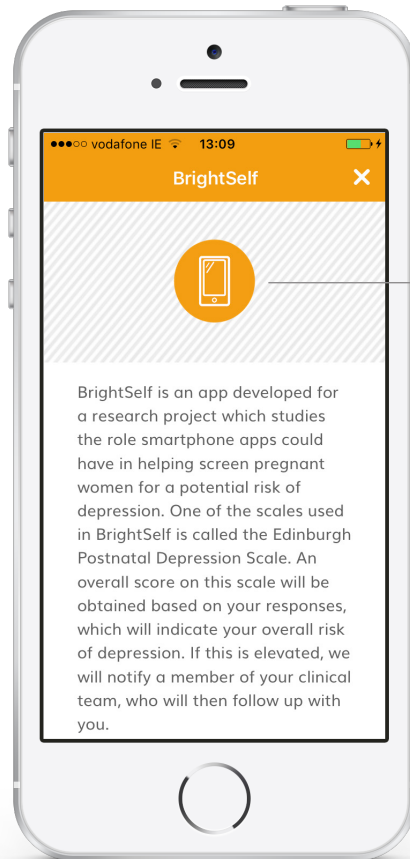 vodafone IE 13:09
BrightSelf
BrightSelf is an app developed for
a research project which studies
the role smartphone apps could
have in helping screen pregnant
women for a potential risk of
depression. One of the scales used
in BrightSelf is called the Edinburgh
Postnatal Depression Scale. An
overall score on this scale will be
obtained based on your responses,
which will indicate your overall risk
of depression. If this is elevated, we
will notify a member of your clinical
team, who will then follow up with
you.